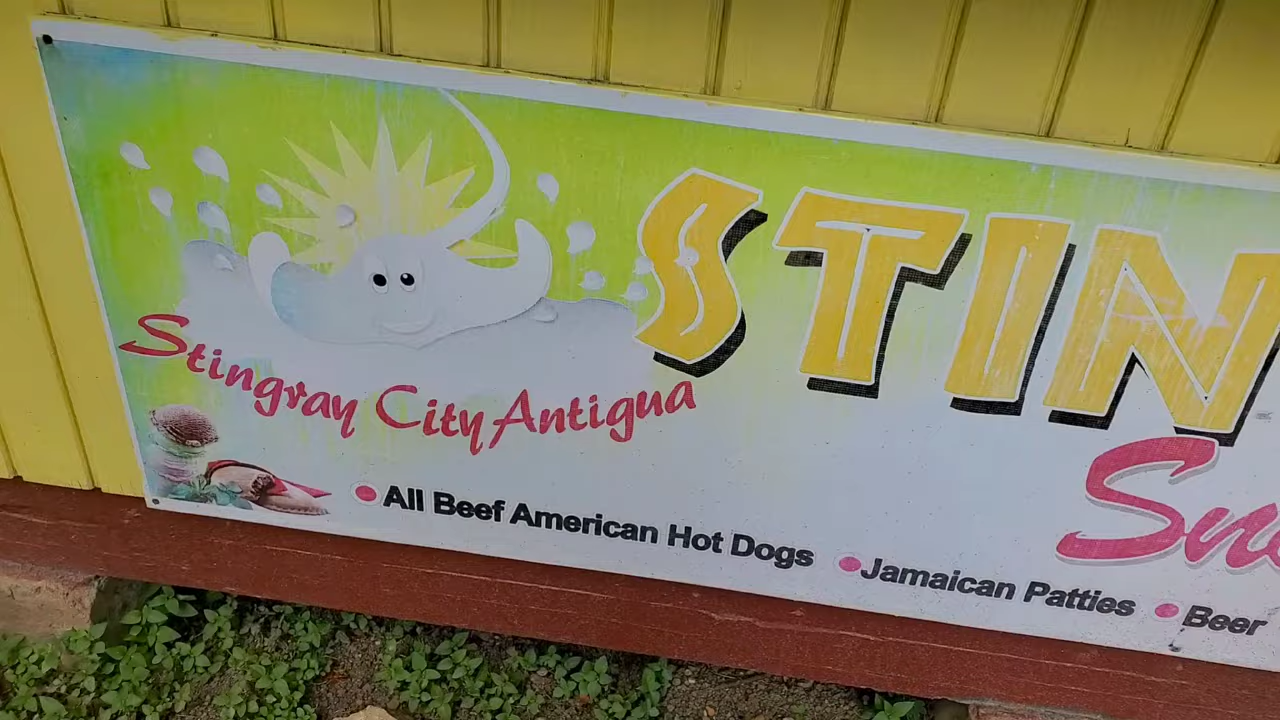 STIN
Sn
Stingray City Antigua
All Beef American Hot Dogs
Jamaican Patties
Beer